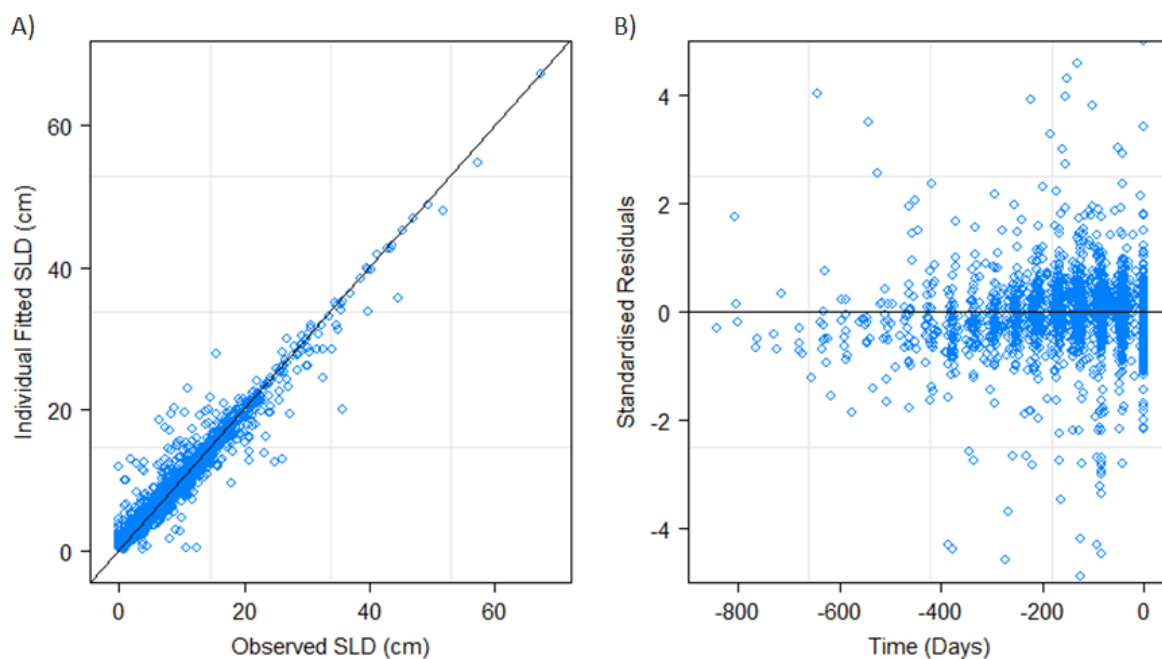 A)
B)
Individual Fitted SLD (cm)
60
40
20
0
0 20 40 60
Observed SLD (cm)
Standardised Residuals
4
2
0
-2
-4
-800 -600 -400 -200 0
Time (Days)